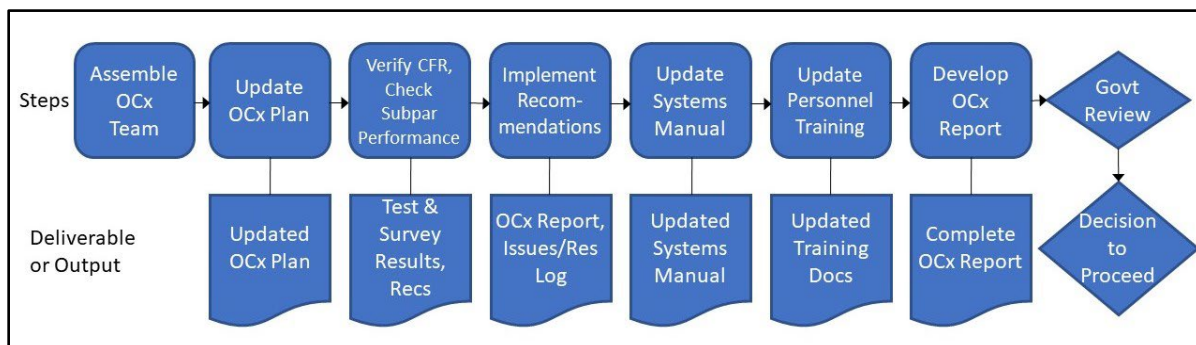 Steps
Assemble
OCx
Team
Update
OCx Plan
Verify CFR,
Check
Subpar
Performance
Implement
Recom-
mendations
Update
Systems
Manual
Update
Personnel
Training
Develop
OCx
Report
Govt
Review
Deliverable
or Output
Updated
OCx Plan
Test &
Survey
Results,
Recs
OCx Report,
Issues/Res
Log
Updated
Systems
Manual
Updated
Training
Docs
Complete
OCx Report
Decision
to
Proceed